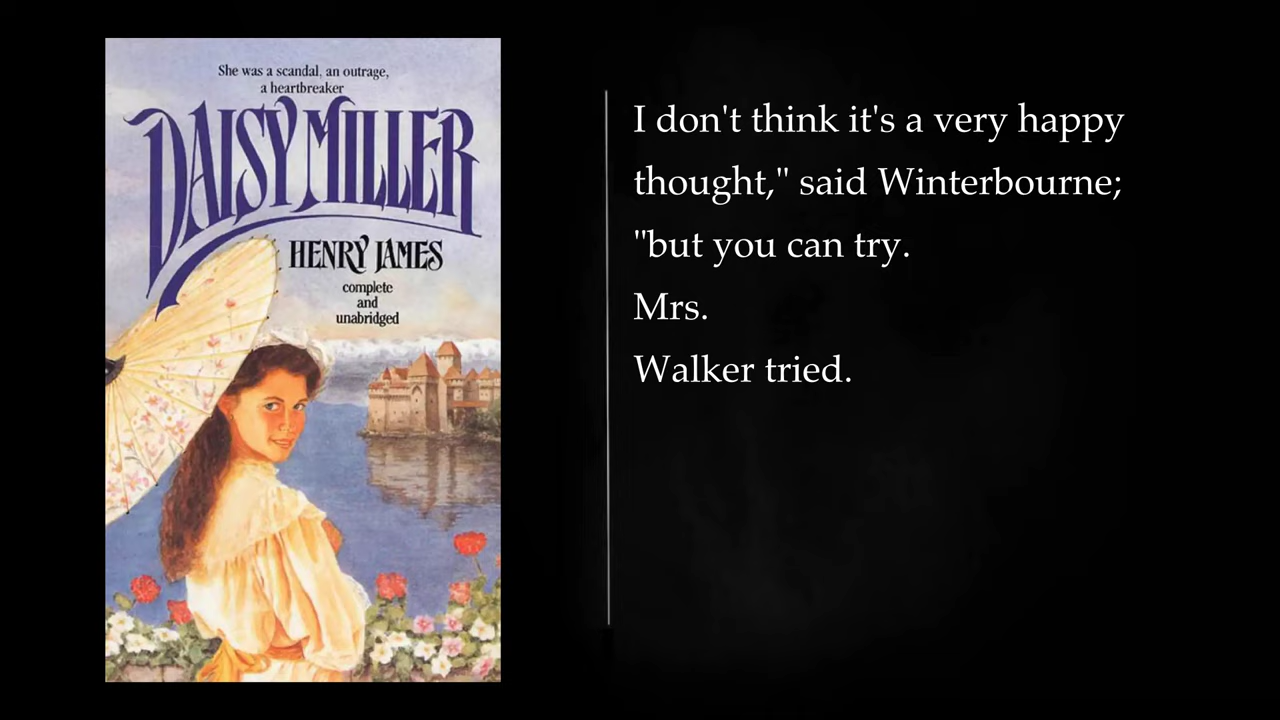 She was a scandal, an outrage,
a heartbreaker
DAISY MILLER
HENRY JAMES
complete
and
unabridged
I don't think it's a very happy
thought," said Winterbourne;
"but you can try.
Mrs.
Walker tried.